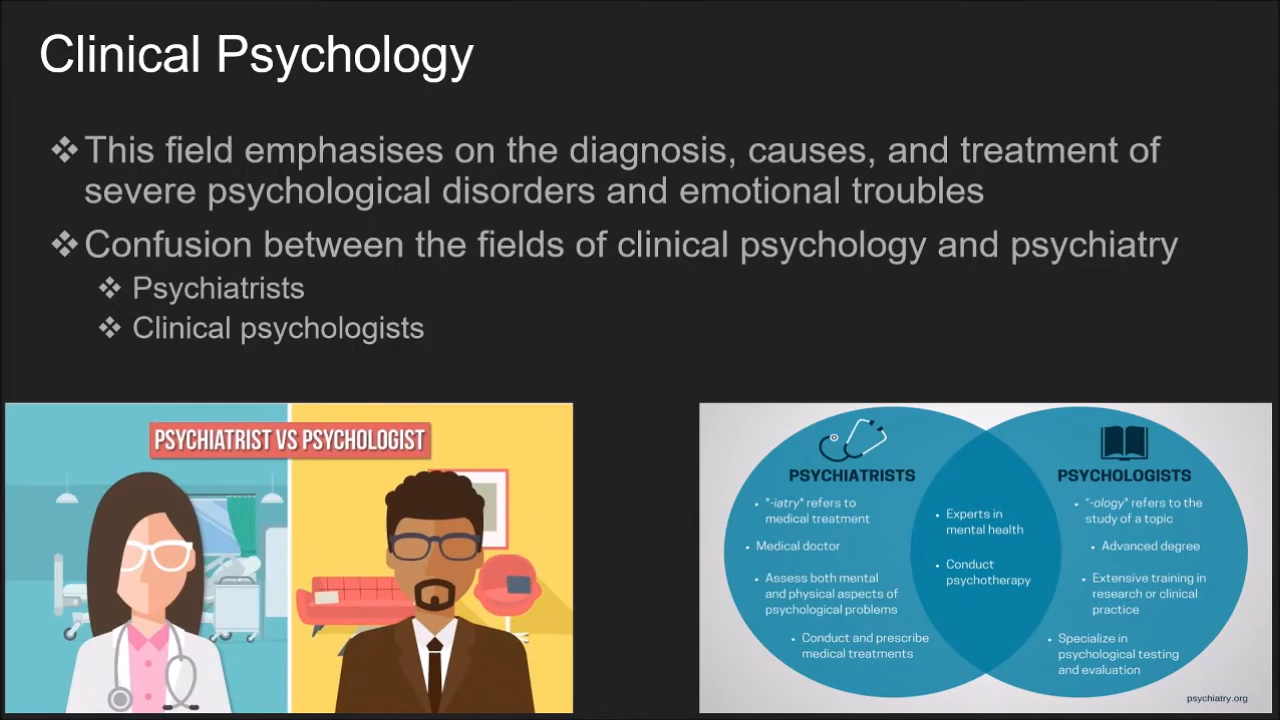 Clinical Psychology
❖ This field emphasises on the diagnosis, causes, and treatment of
severe psychological disorders and emotional troubles
❖ Confusion between the fields of clinical psychology and psychiatry
❖ Psychiatrists
❖ Clinical psychologists
PSYCHIATRIST VS PSYCHOLOGIST
PSYCHIATRISTS
• "-iatry" refers to
medical treatment
• Medical doctor
• Assess both mental
and physical aspects of
psychological problems
• Conduct and prescribe
medical treatments
• Experts in
mental health
• Conduct
psychotherapy
PSYCHOLOGISTS
• "-ology" refers to the
study of a topic
• Advanced degree
• Extensive training in
research or clinical
practice
• Specialize in
psychological testing
and evaluation
psychiatry.org